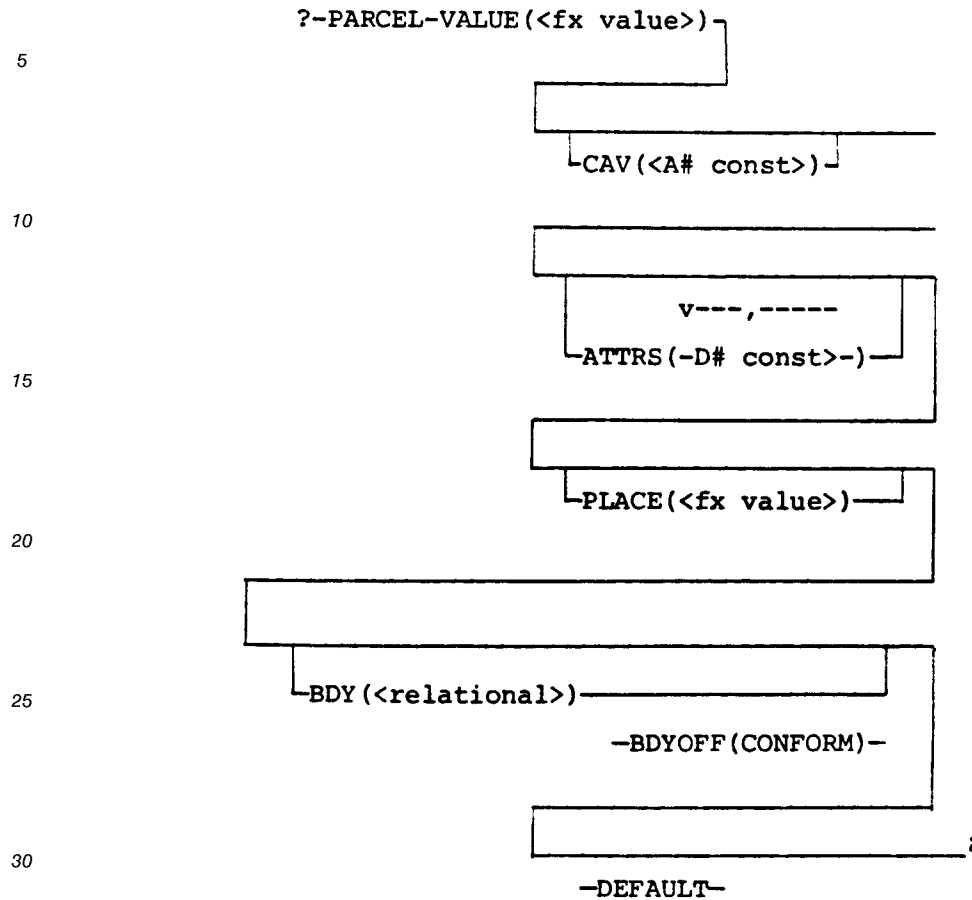 ?-PARCEL-VALUE(<fx value>)
5
CAV(<A# const>)
10
v---,-----
ATTRS(-D# const>-)
15
PLACE(<fx value>)
20
25
BDY(<relational>)
-BDYOFF(CONFORM)-
30
-DEFAULT-